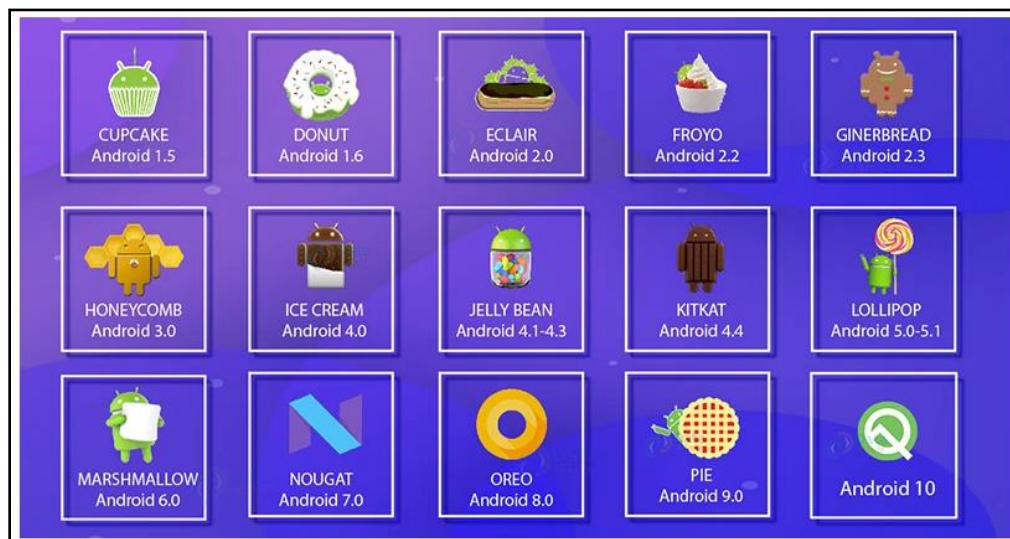 CUPCAKE
Android 1.5
DONUT
Android 1.6
ECLAIR
Android 2.0
FROYO
Android 2.2
GINERBREAD
Android 2.3
HONEYCOMB
Android 3.0
ICE CREAM
Android 4.0
JELLY BEAN
Android 4.1-4.3
KITKAT
Android 4.4
LOLLIPOP
Android 5.0-5.1
MARSHMALLOW
Android 6.0
NOUGAT
Android 7.0
OREO
Android 8.0
PIE
Android 9.0
Android 10